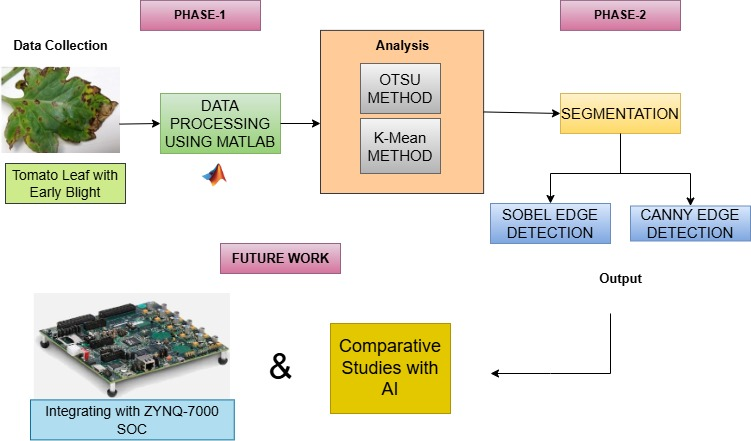 PHASE-1
PHASE-2
Data Collection
Analysis
OTSU
METHOD
K-Mean
METHOD
DATA
PROCESSING
USING MATLAB
SEGMENTATION
Tomato Leaf with
Early Blight
SOBEL EDGE
DETECTION
CANNY EDGE
DETECTION
FUTURE WORK
Output
Comparative
Studies with
AI
&
Integrating with ZYNQ-7000
SOC